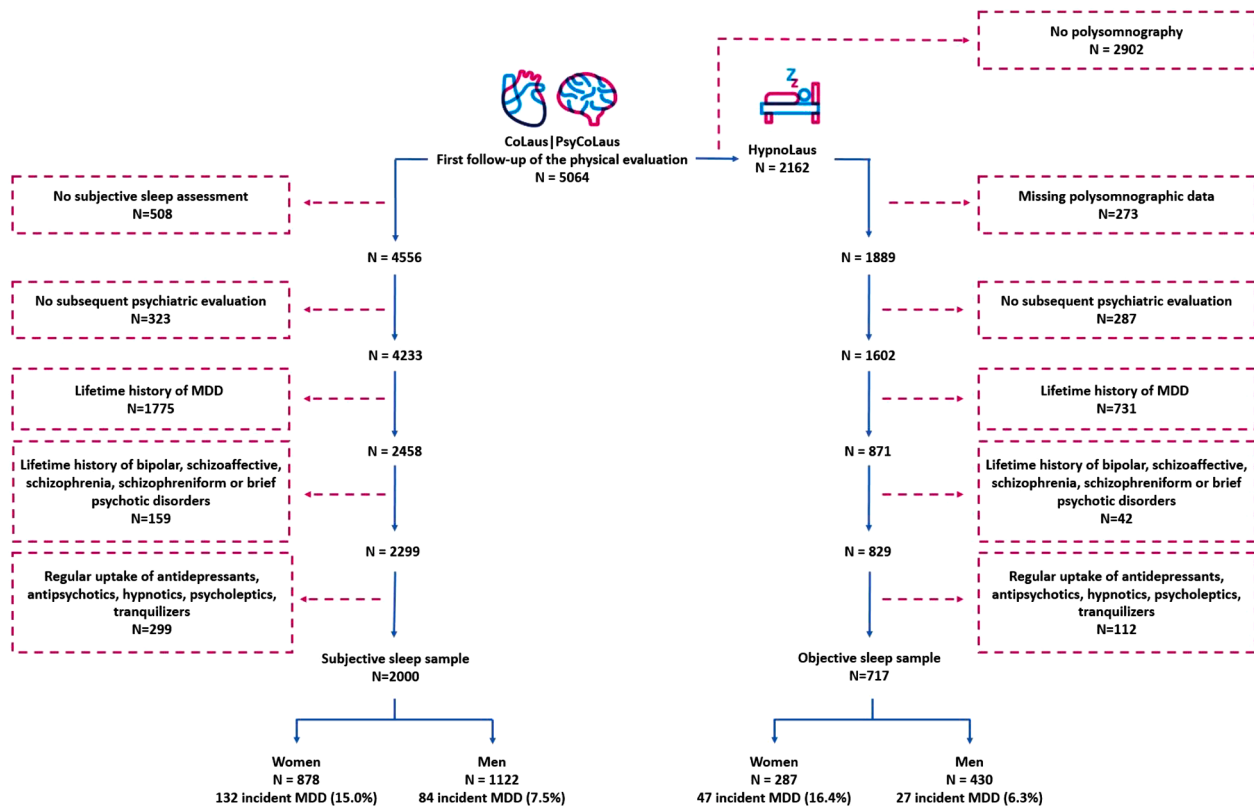 No polysomnography
N = 2902
Z
z
CoLaus|PsyCoLaus
First follow-up of the physical evaluation
N = 5064
HypnoLaus
N = 2162
No subjective sleep assessment
N=508
Missing polysomnographic data
N=273
N = 4556
N = 1889
No subsequent psychiatric evaluation
N=323
No subsequent psychiatric evaluation
N=287
N = 4233
N = 1602
Lifetime history of MDD
N=1775
Lifetime history of MDD
N=731
N = 2458
N = 871
Lifetime history of bipolar, schizoaffective,
schizophrenia, schizophreniform or brief
psychotic disorders
N=159
Lifetime history of bipolar, schizoaffective,
schizophrenia, schizophreniform or brief
psychotic disorders
N=42
N = 2299
N = 829
Regular uptake of antidepressants,
antipsychotics, hypnotics, psycholeptics,
tranquilizers
N=299
Regular uptake of antidepressants,
antipsychotics, hypnotics, psycholeptics,
tranquilizers
N=112
Subjective sleep sample
N=2000
Objective sleep sample
N=717
Women
N = 878
132 incident MDD (15.0%)
Men
N = 1122
84 incident MDD (7.5%)
Women
N = 287
47 incident MDD (16.4%)
Men
N = 430
27 incident MDD (6.3%)